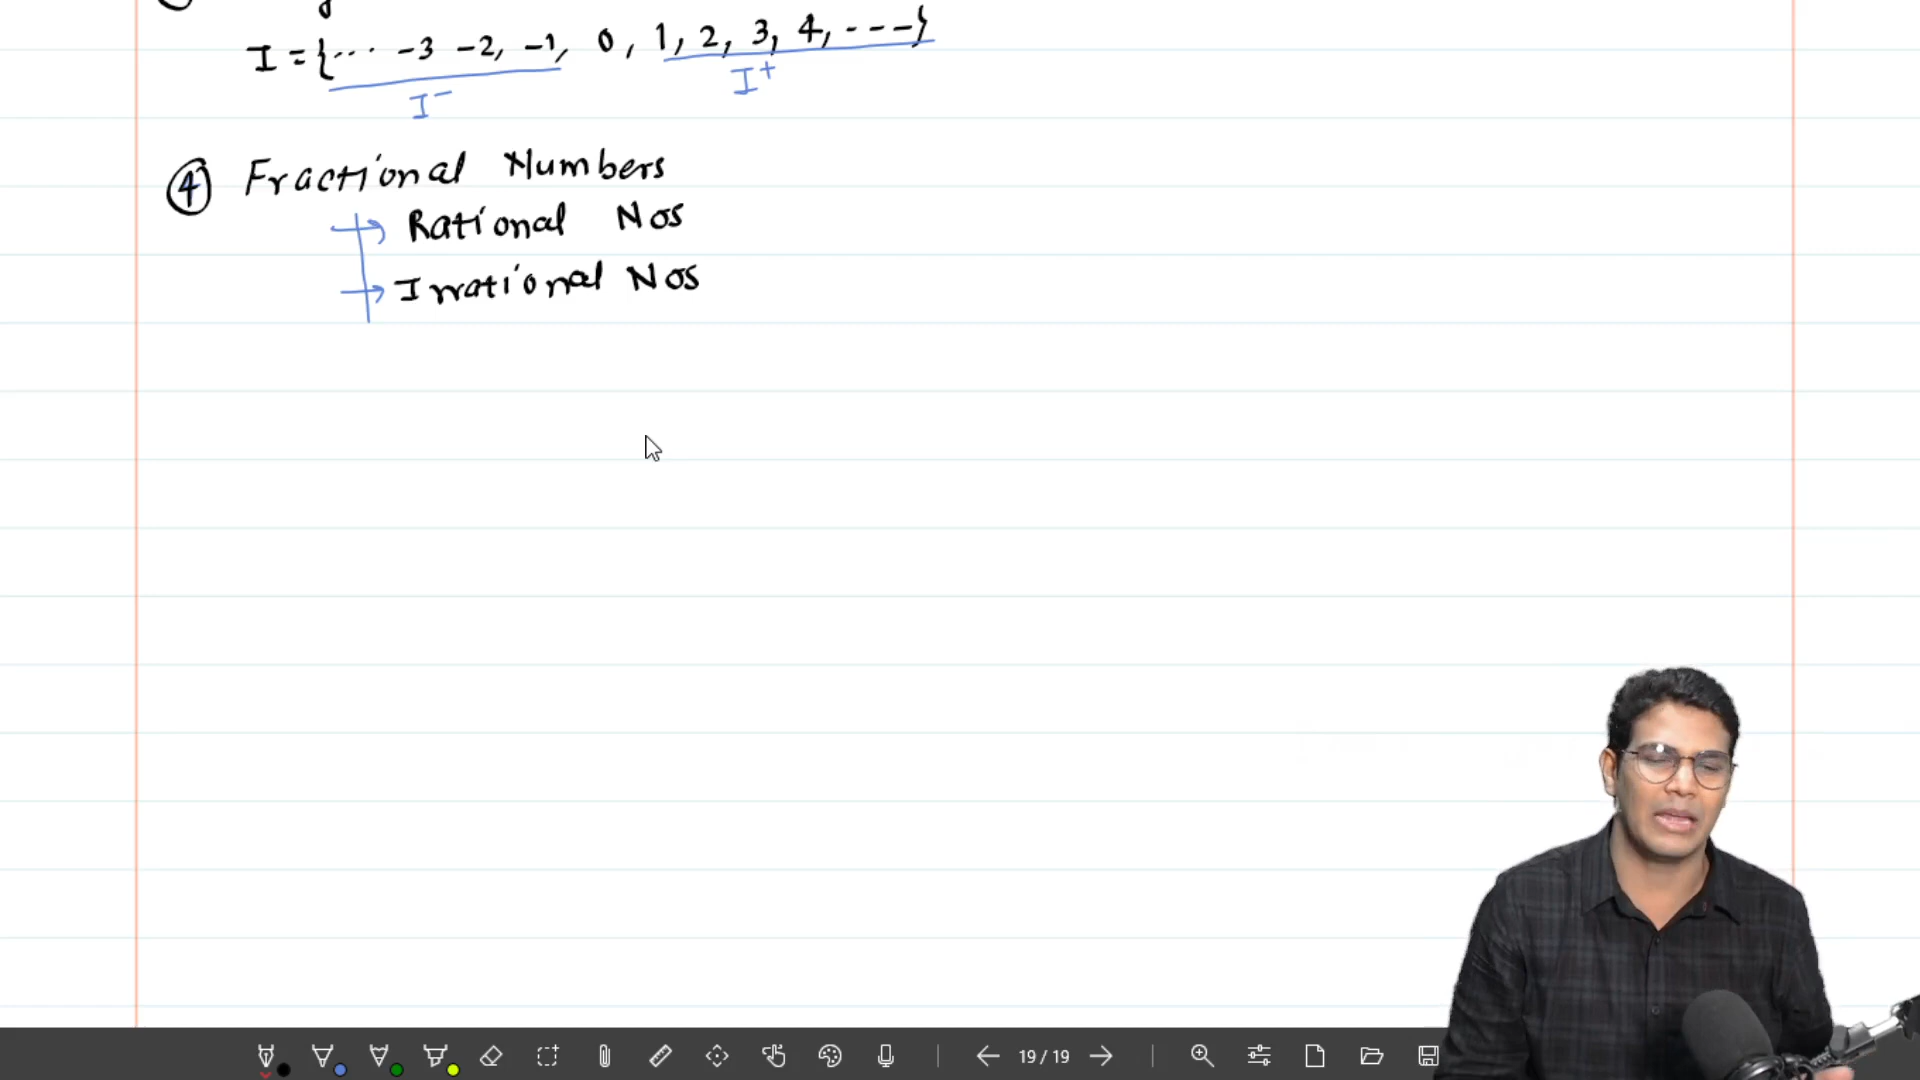 I = {... -3 -2, -1, 0, 1, 2, 3, 4, ---}
I⁻ I⁺
④ Fractional Numbers
→ Rational Nos
→ Irrational Nos
19 / 19